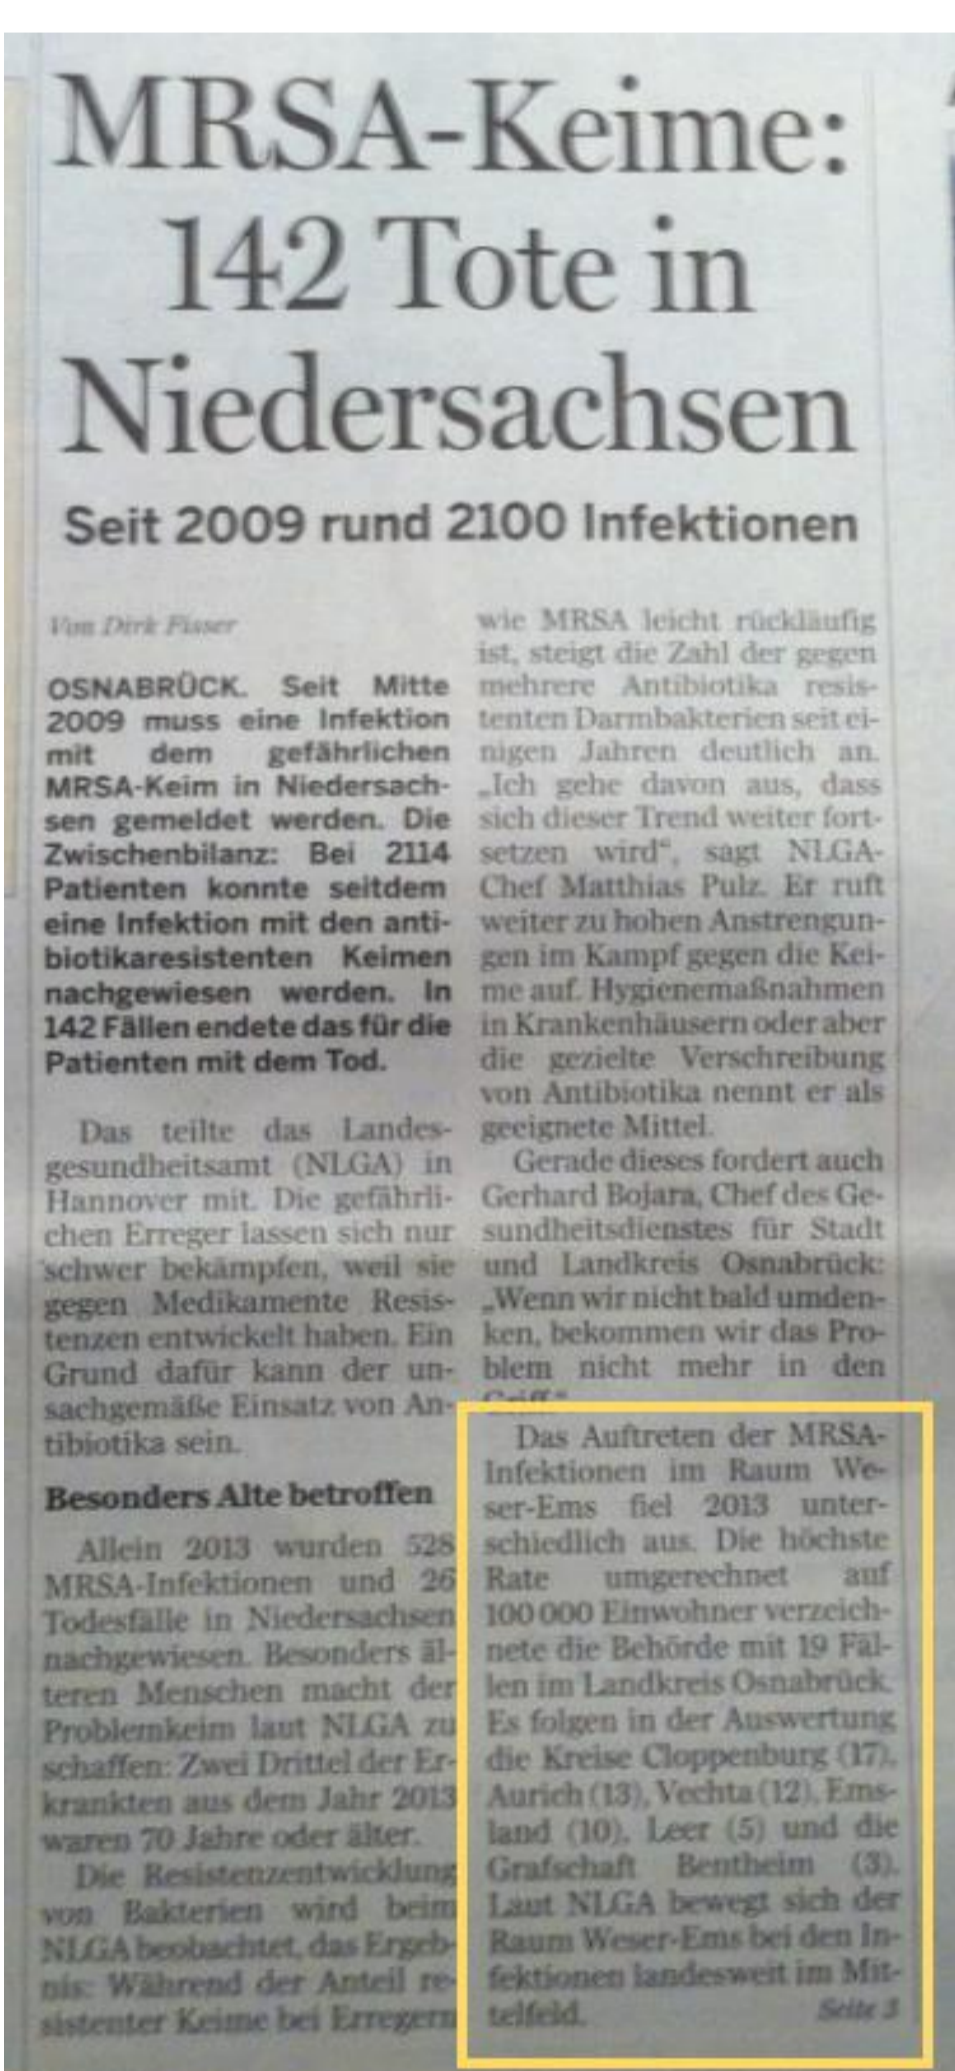 MRSA-Keime:
142 Tote in
Niedersachsen
Seit 2009 rund 2100 Infektionen
Von Dirk Fisser
OSNABRÜCK. Seit Mitte
2009 muss eine Infektion
mit dem gefährlichen
MRSA-Keim in Niedersach-
sen gemeldet werden. Die
Zwischenbilanz: Bei 2114
Patienten konnte seitdem
eine Infektion mit den anti-
biotikaresistenten Keimen
nachgewiesen werden. In
142 Fällen endete das für die
Patienten mit dem Tod.
Das teilte das Landes-
gesundheitsamt (NLGA) in
Hannover mit. Die gefährli-
chen Erreger lassen sich nur
schwer bekämpfen, weil sie
gegen Medikamente Resis-
tenzen entwickelt haben. Ein
Grund dafür kann der un-
sachgemäße Einsatz von An-
tibiotika sein.
Besonders Alte betroffen
Allein 2013 wurden 528
MRSA-Infektionen und 26
Todesfälle in Niedersachsen
nachgewiesen. Besonders äl-
teren Menschen macht der
Problemkeim laut NLGA zu
schaffen: Zwei Drittel der Er-
krankten aus dem Jahr 2013
waren 70 Jahre oder älter.
Die Resistenzentwicklung
von Bakterien wird beim
NLGA beobachtet, das Ergeb-
nis: Während der Anteil re-
sistenter Keime bei Erregern
wie MRSA leicht rückläufig
ist, steigt die Zahl der gegen
mehrere Antibiotika resis-
tenten Darmbakterien seit ei-
nigen Jahren deutlich an.
„Ich gehe davon aus, dass
sich dieser Trend weiter fort-
setzen wird“, sagt NLGA-
Chef Matthias Pulz. Er ruft
weiter zu hohen Anstrengun-
gen im Kampf gegen die Kei-
me auf. Hygienemaßnahmen
in Krankenhäusern oder aber
die gezielte Verschreibung
von Antibiotika nennt er als
geeignete Mittel.
Gerade dieses fordert auch
Gerhard Bojara, Chef des Ge-
sundheitsdienstes für Stadt
und Landkreis Osnabrück:
„Wenn wir nicht bald umden-
ken, bekommen wir das Pro-
blem nicht mehr in den
Griff.“
Das Auftreten der MRSA-
Infektionen im Raum We-
ser-Ems fiel 2013 unter-
schiedlich aus. Die höchste
Rate umgerechnet auf
100 000 Einwohner verzeich-
nete die Behörde mit 19 Fäl-
len im Landkreis Osnabrück.
Es folgen in der Auswertung
die Kreise Cloppenburg (17),
Aurich (13), Vechta (12), Ems-
land (10), Leer (5) und die
Grafschaft Bentheim (3).
Laut NLGA bewegt sich der
Raum Weser-Ems bei den In-
fektionen landesweit im Mit-
telfeld. Seite 3